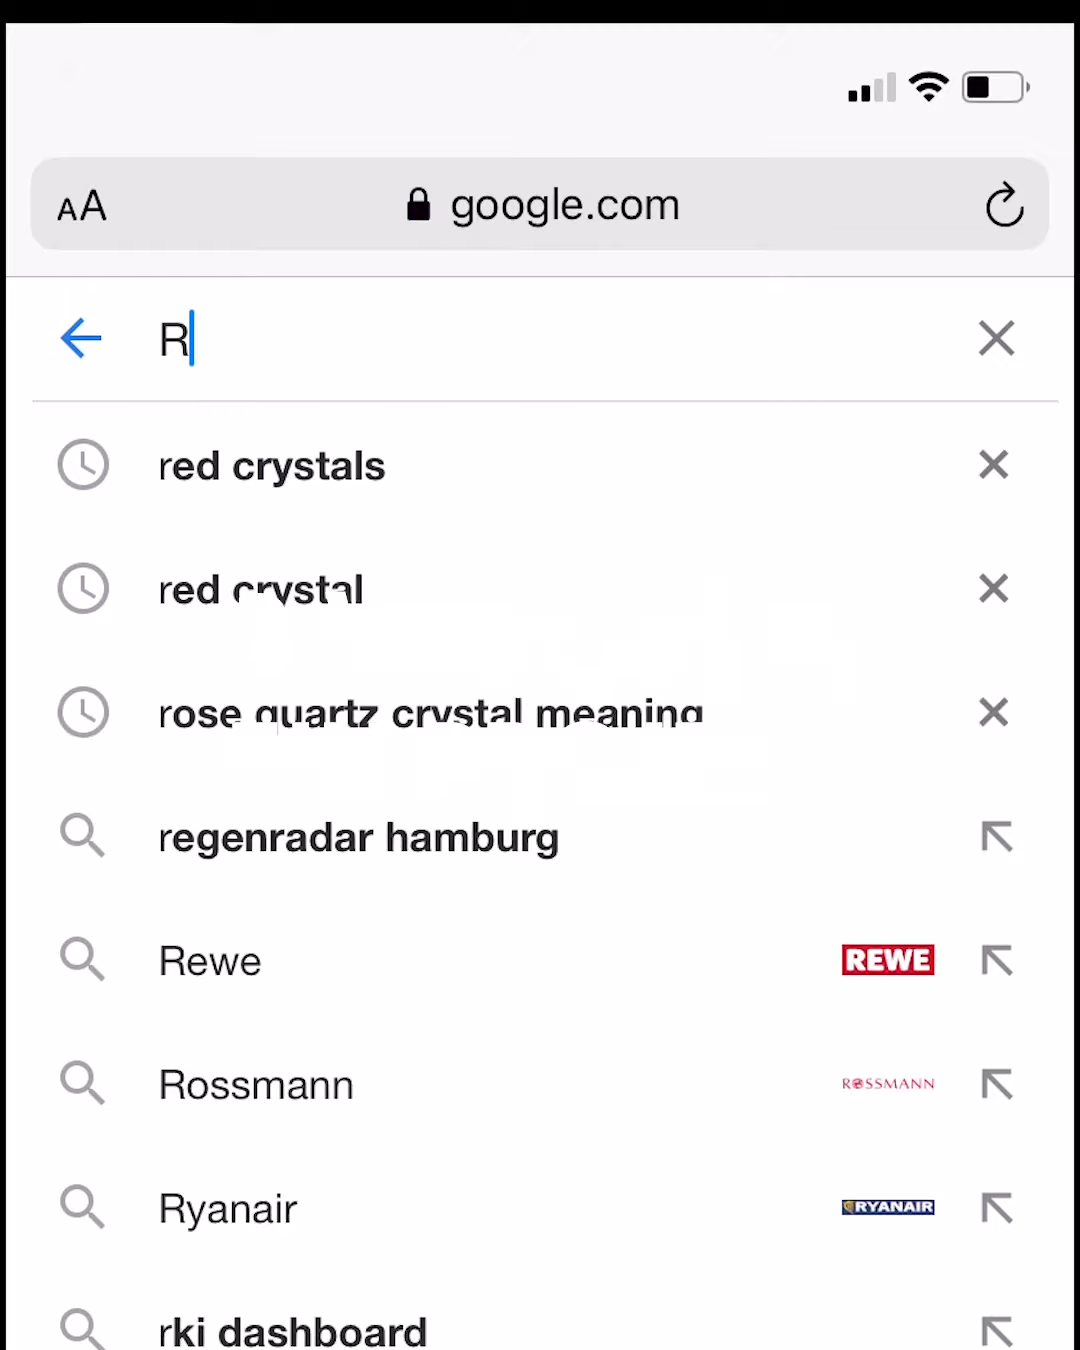 AA google.com
R
red crystals
red crystal
rose quartz crystal meaning
regenradar hamburg
Rewe REWE
Rossmann ROSSMANN
Ryanair RYANAIR
rki dashboard